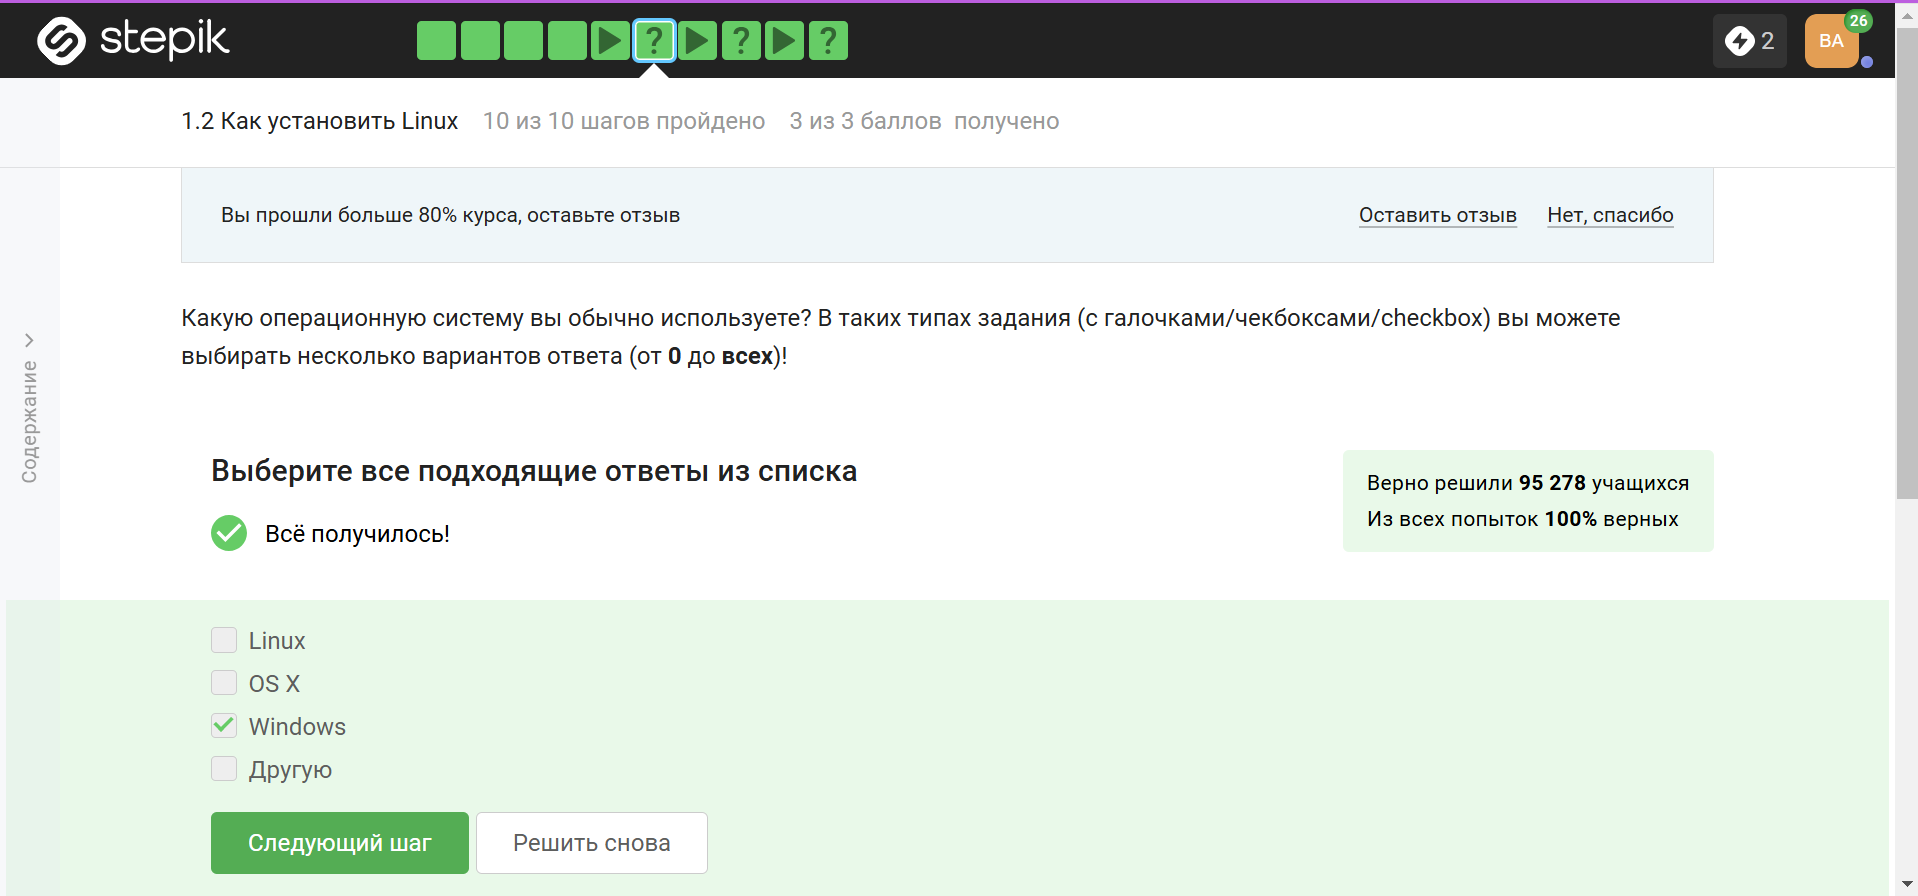 stepik
?
?
?
2
BA
26
1.2 Как установить Linux 10 из 10 шагов пройдено 3 из 3 баллов получено
Вы прошли больше 80% курса, оставьте отзыв Оставить отзыв Нет, спасибо
Содержание
Какую операционную систему вы обычно используете? В таких типах задания (с галочками/чекбоксами/checkbox) вы можете
выбирать несколько вариантов ответа (от 0 до всех)!
Выберите все подходящие ответы из списка
Всё получилось!
Верно решили 95 278 учащихся
Из всех попыток 100% верных
Linux
OS X
Windows
Другую
Следующий шаг Решить снова